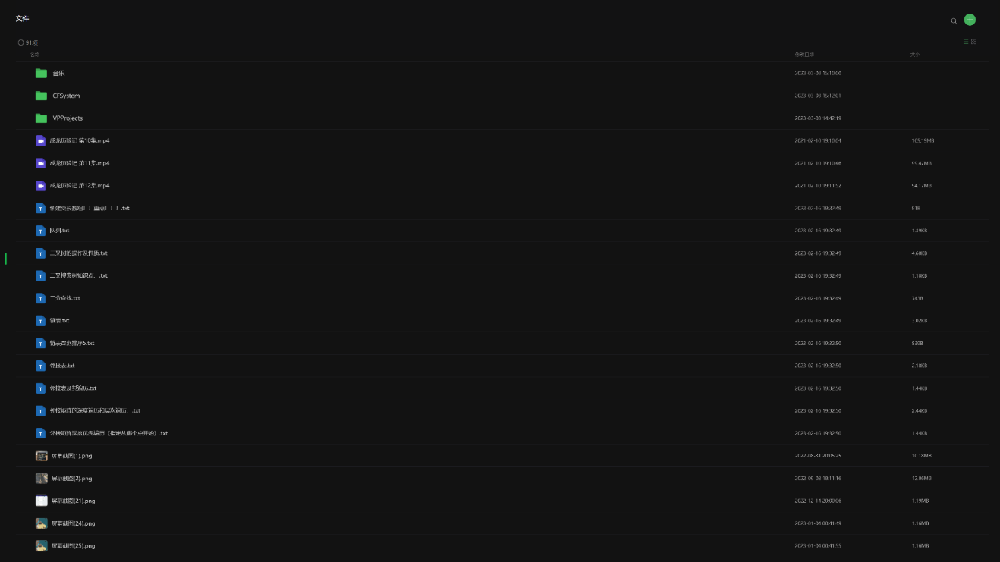 文件
91项
名称 修改日期 大小
音乐 2023-03-03 15:10:00
CFSystem 2023-03-03 15:12:01
VPProjects 2023-03-03 14:42:19
成龙历险记 第10集.mp4 2021-02-10 19:10:04 105.19MB
成龙历险记 第11集.mp4 2021-02-10 19:10:46 99.47MB
成龙历险记 第12集.mp4 2021-02-10 19:11:52 94.17MB
创建变长数组！！重点！！！.txt 2023-02-16 19:32:49 91B
队列.txt 2023-02-16 19:32:49 1.39KB
二叉树的操作及性质.txt 2023-02-16 19:32:49 4.60KB
二叉搜索树知识点、.txt 2023-02-16 19:32:49 1.18KB
二分查找.txt 2023-02-16 19:32:49 743B
链表.txt 2023-02-16 19:32:49 3.02KB
链表冒泡排序5.txt 2023-02-16 19:32:50 839B
邻接表.txt 2023-02-16 19:32:50 2.18KB
邻接表及其遍历.txt 2023-02-16 19:32:50 1.44KB
邻接矩阵的深度遍历和层次遍历、.txt 2023-02-16 19:32:50 2.44KB
邻接矩阵深度优先遍历（指定从哪个点开始）.txt 2023-02-16 19:32:50 1.44KB
屏幕截图(1).png 2022-08-31 20:05:25 10.18MB
屏幕截图(2).png 2022-09-02 18:11:16 12.86MB
屏幕截图(21).png 2022-12-14 20:00:06 1.19MB
屏幕截图(24).png 2023-01-04 00:41:49 1.16MB
屏幕截图(25).png 2023-01-04 00:41:55 1.16MB